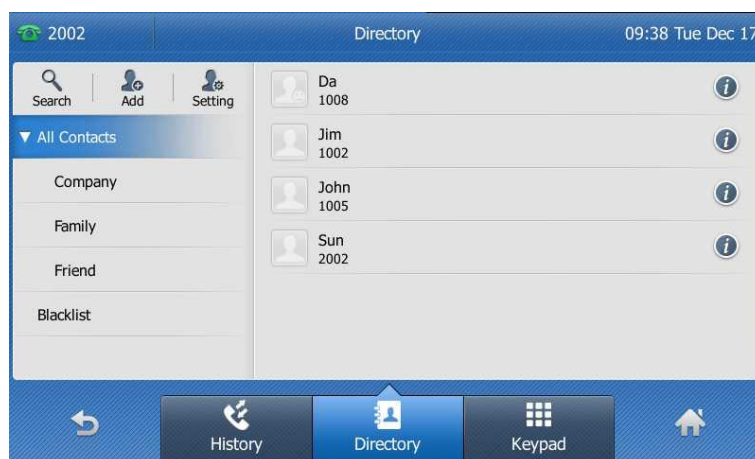 2002
Directory
09:38 Tue Dec 17
Search
Add
Setting
All Contacts
Company
Family
Friend
Blacklist
Da
1008
Jim
1002
John
1005
Sun
2002
History
Directory
Keypad